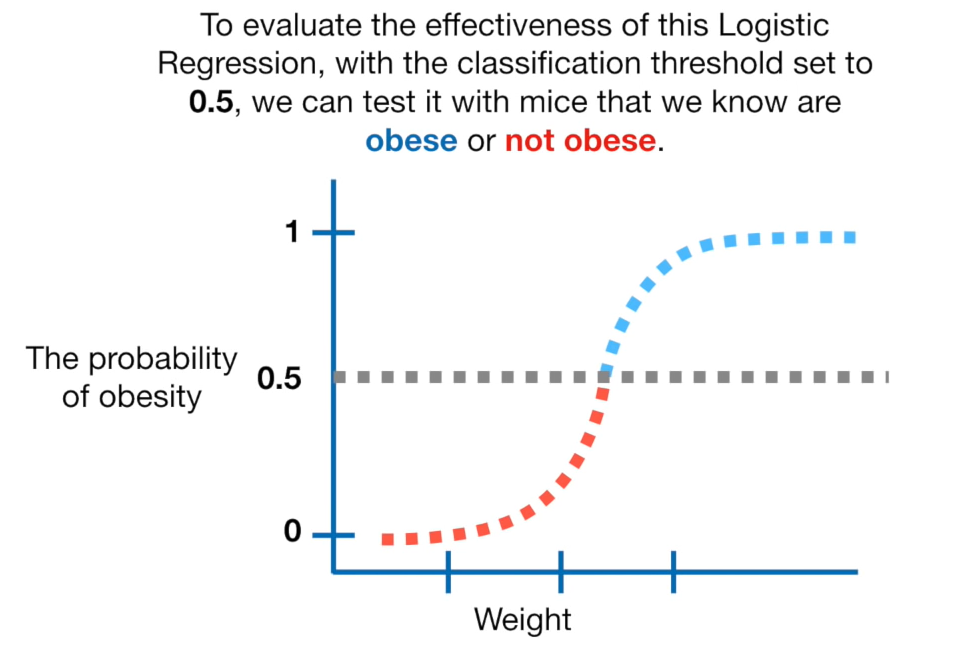 To evaluate the effectiveness of this Logistic
Regression, with the classification threshold set to
0.5, we can test it with mice that we know are
obese or not obese.
1
The probability
of obesity
0.5
0
Weight